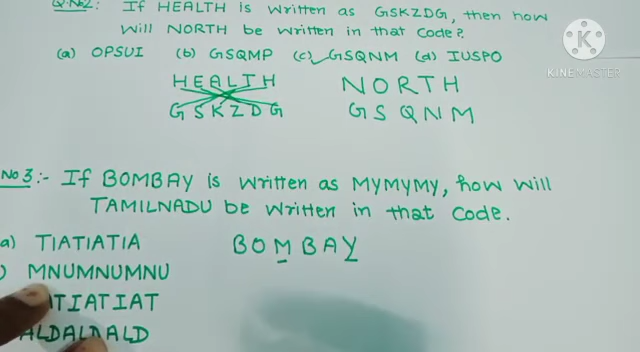 Q.No2:- If HEALTH is written as GSKZDG, then how
will NORTH be written in that Code?
(a) OPSUI (b) GSQMP (c) GSQNM (d) IUSPO
HEALTH NORTH
GSKZDG GSQNM
KINEMASTER
No 3:- If BOMBAY is written as MYMYMY, how will
TAMILNADU be written in that code.
a) TIATIATIA BOMBAY
) MNUMNUMNU
ATIATIAT
ALDALDALD